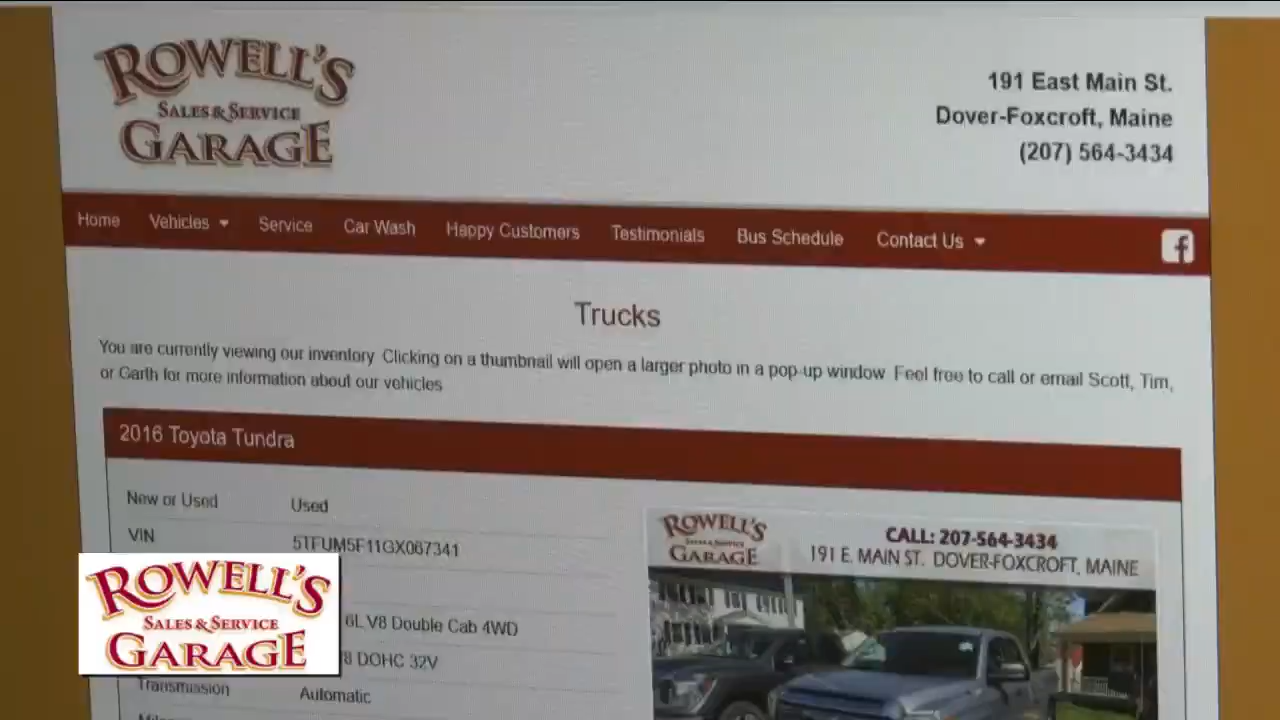 ROWELL'S
SALES & SERVICE
GARAGE
191 East Main St.
Dover-Foxcroft, Maine
(207) 564-3434
Home Vehicles Service Car Wash Happy Customers Testimonials Bus Schedule Contact Us f
Trucks
You are currently viewing our inventory. Clicking on a thumbnail will open a larger photo in a pop-up window. Feel free to call or email Scott, Tim,
or Garth for more information about our vehicles
2016 Toyota Tundra
New or Used Used
VIN 5TFUM5F11GX067341
6L V8 Double Cab 4WD
8 DOHC 32V
Transmission Automatic
ROWELL'S
SALES & SERVICE
GARAGE
CALL: 207-564-3434
191 E. MAIN ST. DOVER-FOXCROFT, MAINE
ROWELL'S
SALES & SERVICE
GARAGE